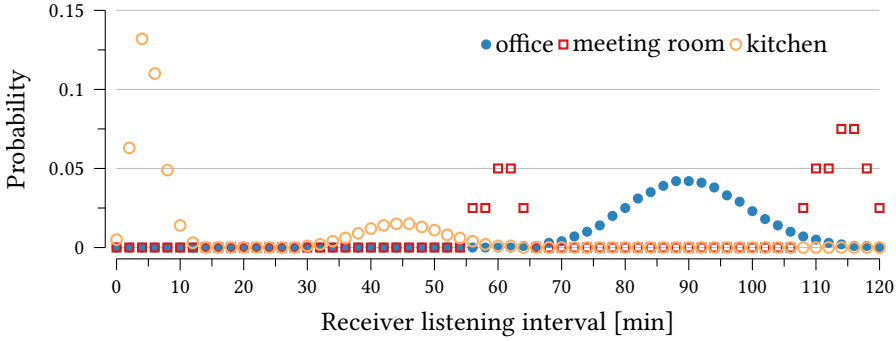 0.15
office meeting room kitchen
0.1
Probability
0.05
0
0 10 20 30 40 50 60 70 80 90 100 110 120
Receiver listening interval [min]